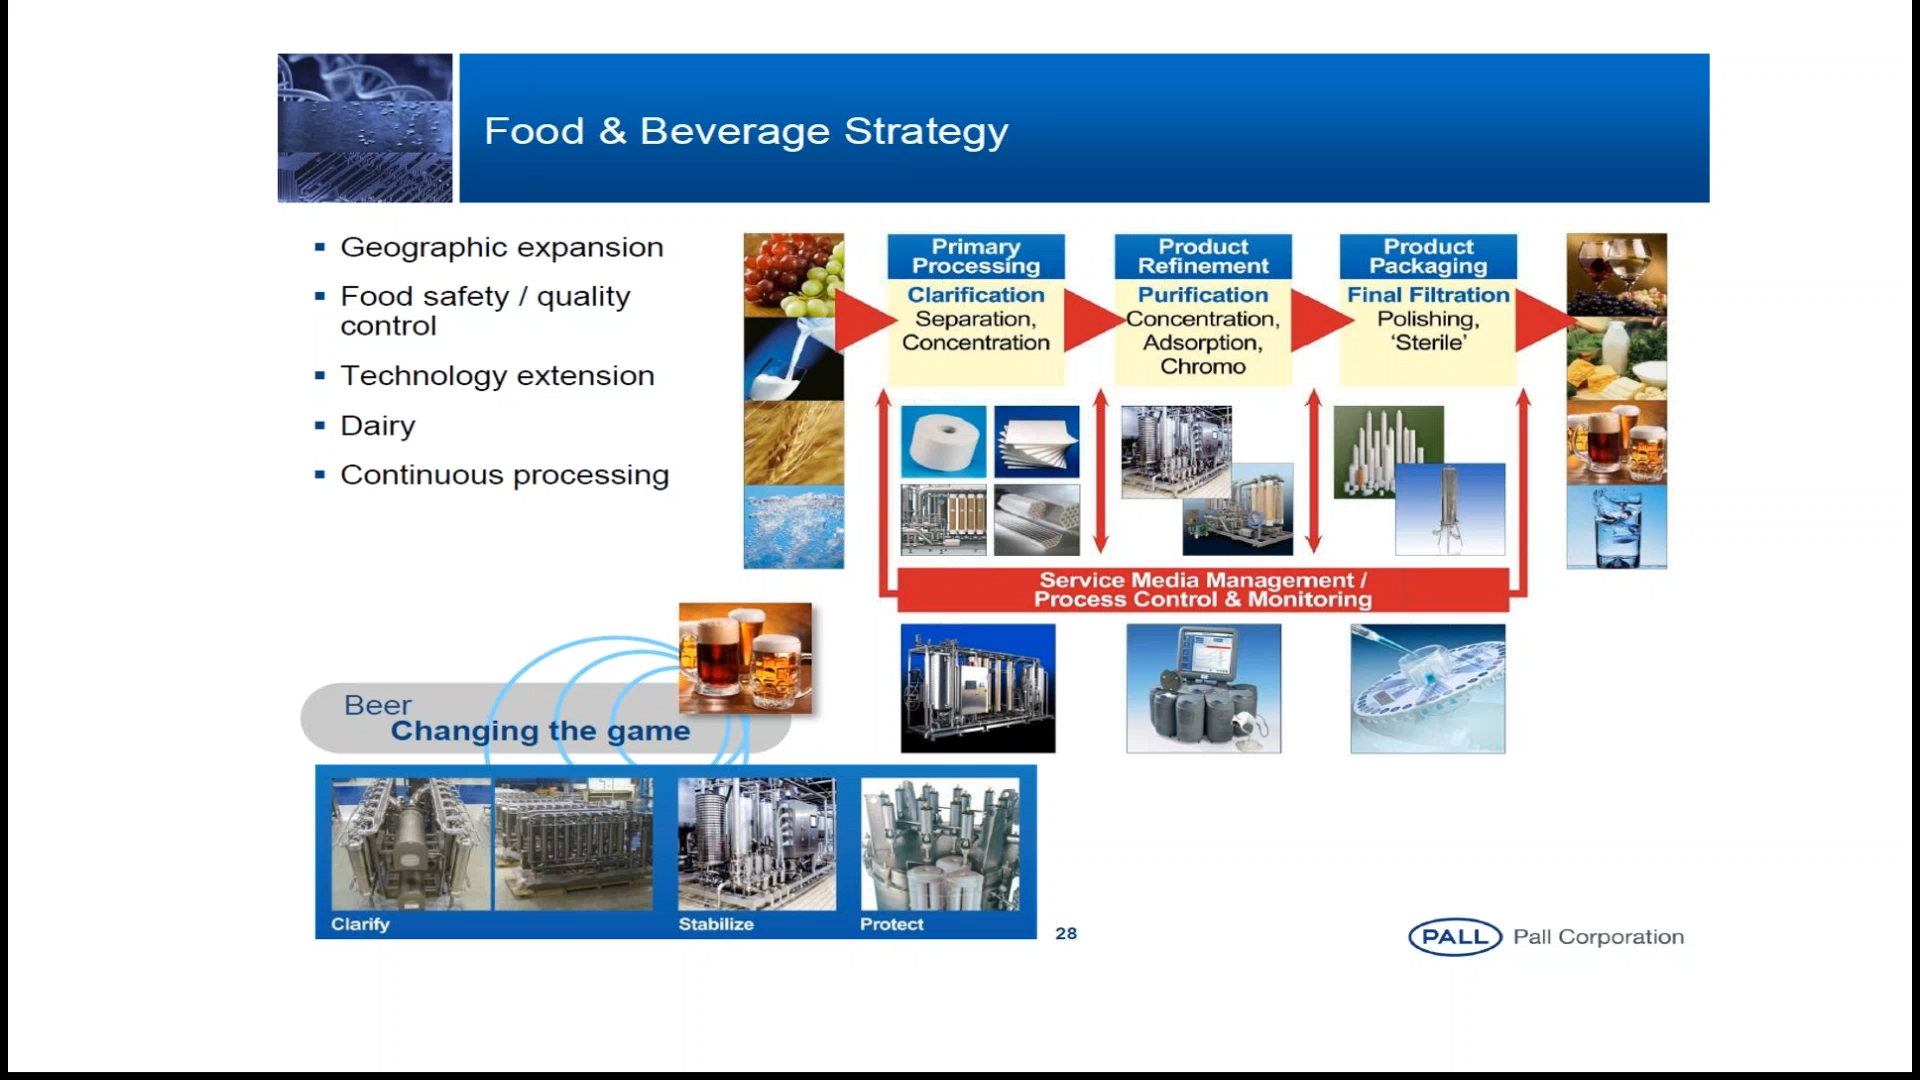 Food & Beverage Strategy
Geographic expansion
Food safety / quality
control
Technology extension
Dairy
Continuous processing
Primary
Processing
Clarification
Separation,
Concentration
Product
Refinement
Purification
Concentration,
Adsorption,
Chromo
Product
Packaging
Final Filtration
Polishing,
‘Sterile’
Service Media Management /
Process Control & Monitoring
Beer
Changing the game
Clarify
Stabilize
Protect
28
PALL
Pall Corporation